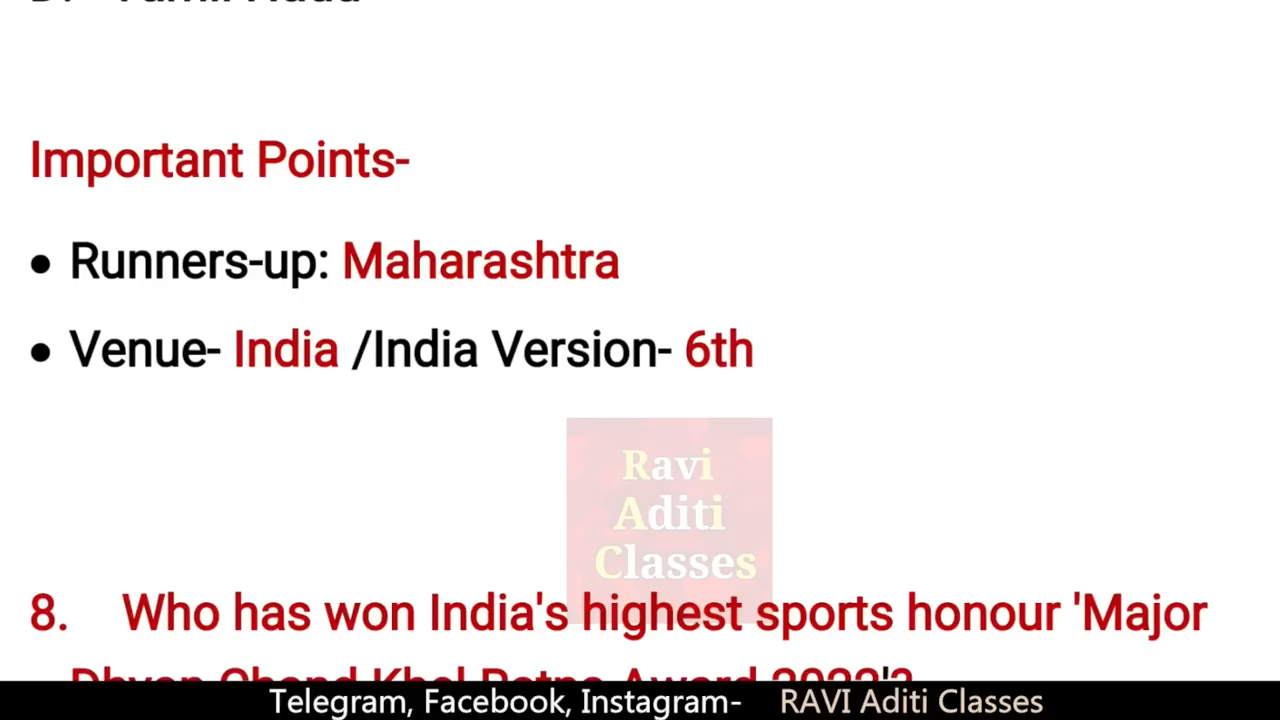 Important Points-
• Runners-up: Maharashtra
• Venue- India /India Version- 6th
Ravi
Aditi
Classes
8. Who has won India's highest sports honour 'Major
Telegram, Facebook, Instagram- RAVI Aditi Classes